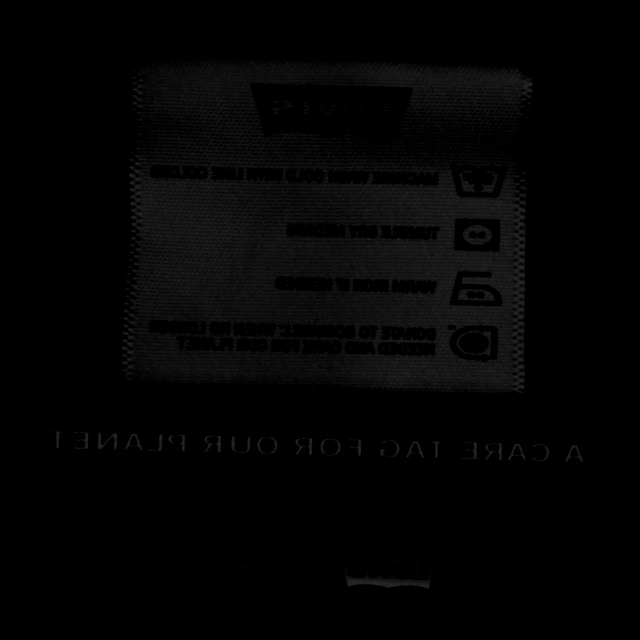 MACHINE WASH COLD WITH LIKE COLORS
TUMBLE DRY MEDIUM
WARM IRON IF NEEDED
DONATE TO GOODWILL WHEN NO LONGER
NEEDED AND CARE FOR OUR PLANET
A CARE TAG FOR OUR PLANET